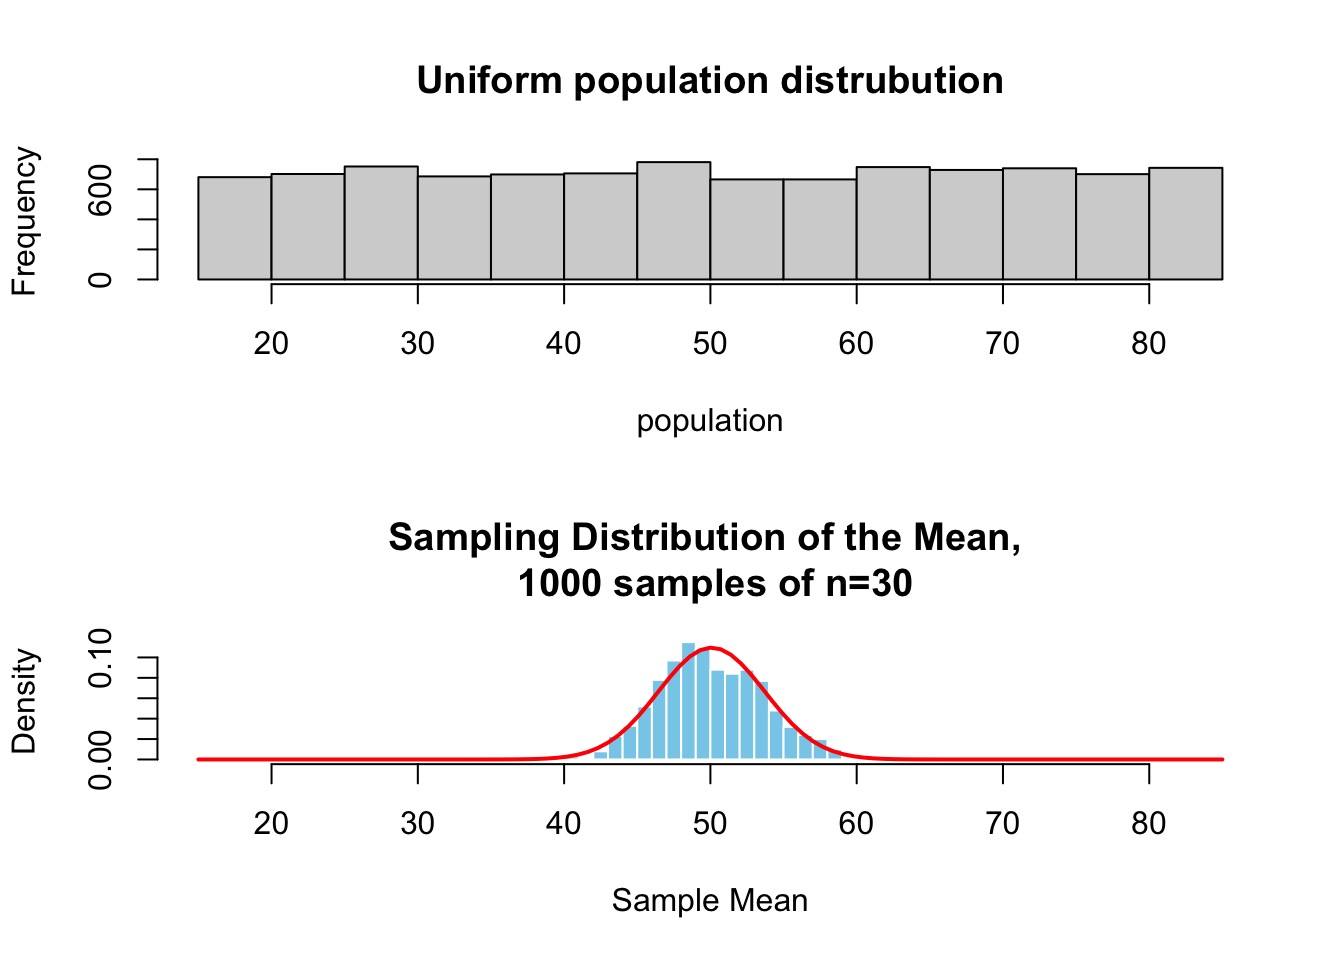 Uniform population distrubution
Frequency
600
0
20 30 40 50 60 70 80
population
Sampling Distribution of the Mean,
1000 samples of n=30
Density
0.10
0.00
20 30 40 50 60 70 80
Sample Mean